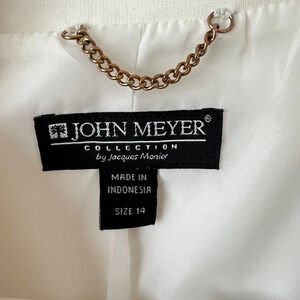 JOHN MEYER®
COLLECTION
by Jacques Monier
MADE IN
INDONESIA
SIZE 14